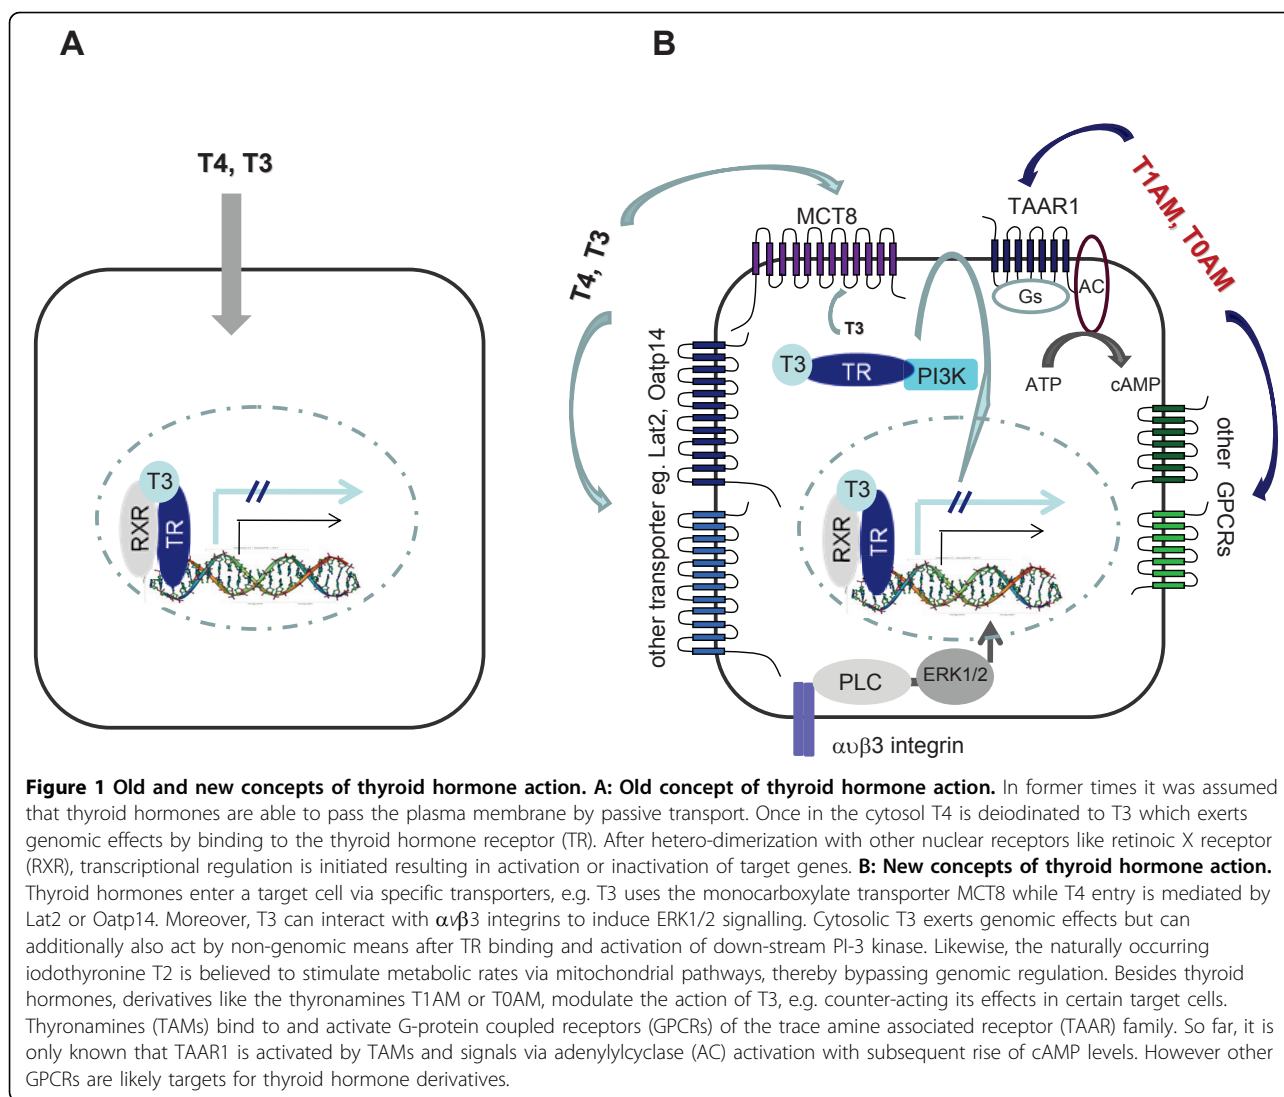 A
B
T4, T3
T3
RXR
TR
T4, T3
MCT8
TAAR1
T1AM, T0AM
Gs
AC
T3
T3
TR
PI3K
ATP
cAMP
other transporter eg. Lat2, Oatp14
other GPCRs
T3
RXR
TR
PLC
ERK1/2
αυβ3 integrin
Figure 1 Old and new concepts of thyroid hormone action. A: Old concept of thyroid hormone action. In former times it was assumed
that thyroid hormones are able to pass the plasma membrane by passive transport. Once in the cytosol T4 is deiodinated to T3 which exerts
genomic effects by binding to the thyroid hormone receptor (TR). After hetero-dimerization with other nuclear receptors like retinoic X receptor
(RXR), transcriptional regulation is initiated resulting in activation or inactivation of target genes. B: New concepts of thyroid hormone action.
Thyroid hormones enter a target cell via specific transporters, e.g. T3 uses the monocarboxylate transporter MCT8 while T4 entry is mediated by
Lat2 or Oatp14. Moreover, T3 can interact with αvβ3 integrins to induce ERK1/2 signalling. Cytosolic T3 exerts genomic effects but can
additionally also act by non-genomic means after TR binding and activation of down-stream PI-3 kinase. Likewise, the naturally occurring
iodothyronine T2 is believed to stimulate metabolic rates via mitochondrial pathways, thereby bypassing genomic regulation. Besides thyroid
hormones, derivatives like the thyronamines T1AM or T0AM, modulate the action of T3, e.g. counter-acting its effects in certain target cells.
Thyronamines (TAMs) bind to and activate G-protein coupled receptors (GPCRs) of the trace amine associated receptor (TAAR) family. So far, it is
only known that TAAR1 is activated by TAMs and signals via adenylylcyclase (AC) activation with subsequent rise of cAMP levels. However other
GPCRs are likely targets for thyroid hormone derivatives.